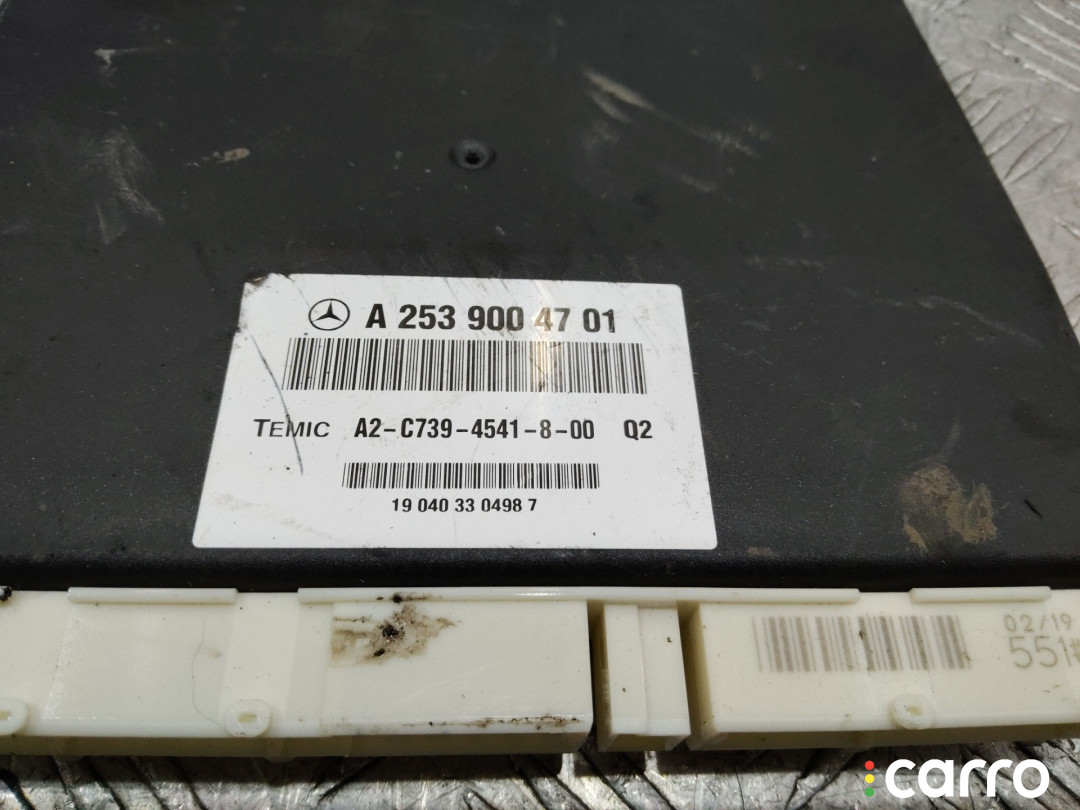 A 253 900 47 01
TEMIC A2-C739-4541-8-00 Q2
19 040 33 0498 7
02/19
551#
carro